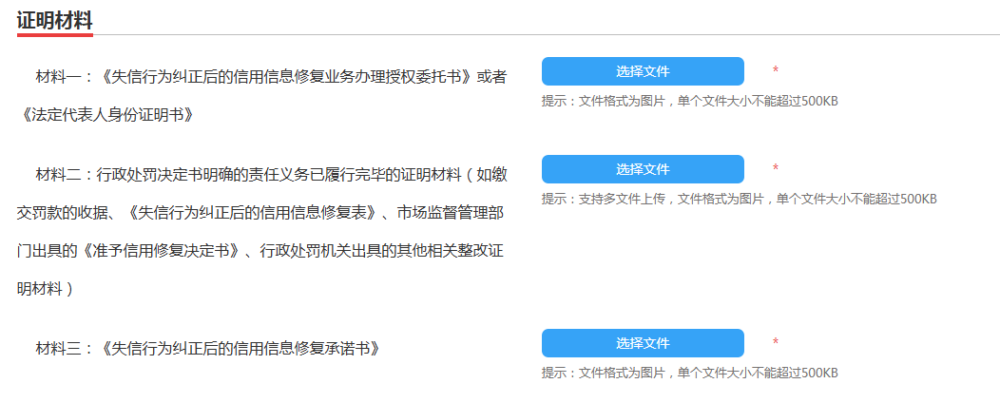 证明材料
材料一：《失信行为纠正后的信用信息修复业务办理授权委托书》或者
《法定代表人身份证明书》
选择文件 *
提示：文件格式为图片，单个文件大小不能超过500KB
材料二：行政处罚决定书明确的责任义务已履行完毕的证明材料（如缴
交罚款的收据、《失信行为纠正后的信用信息修复表》、市场监督管理部
门出具的《准予信用修复决定书》、行政处罚机关出具的其他相关整改证
明材料）
选择文件 *
提示：支持多文件上传，文件格式为图片，单个文件大小不能超过500KB
材料三：《失信行为纠正后的信用信息修复承诺书》
选择文件 *
提示：文件格式为图片，单个文件大小不能超过500KB